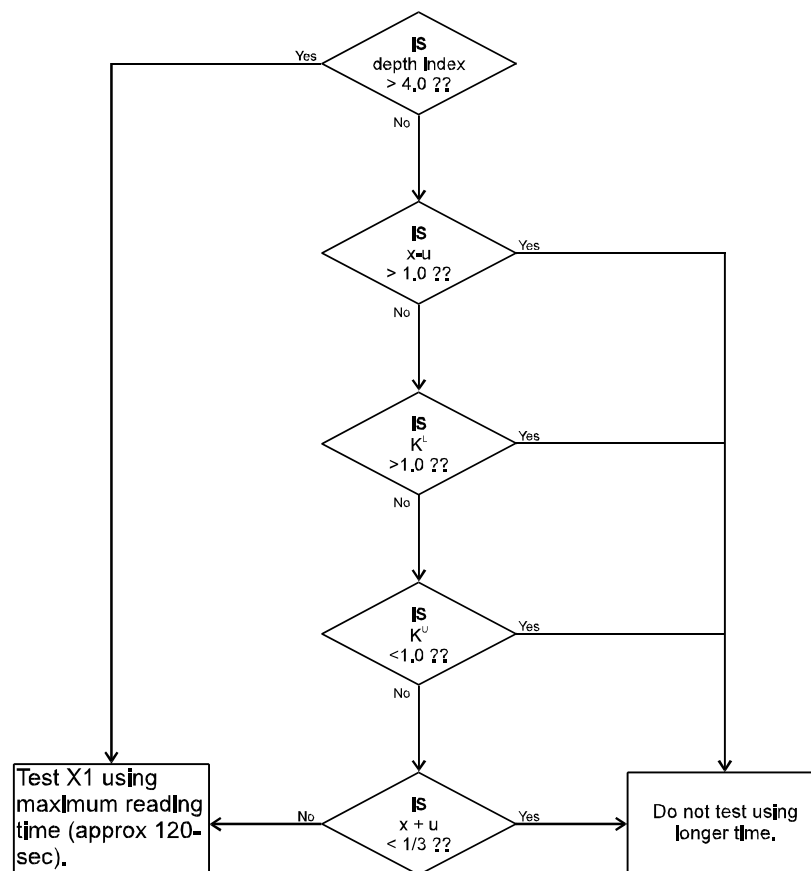 IS
depth Index
> 4.0 ??
Yes
No
IS
x-u
> 1.0 ??
Yes
No
IS
K^L
>1.0 ??
Yes
No
IS
K^U
<1.0 ??
Yes
No
Test X1 using
maximum reading
time (approx 120-
sec).
No
IS
x + u
< 1/3 ??
Yes
Do not test using
longer time.